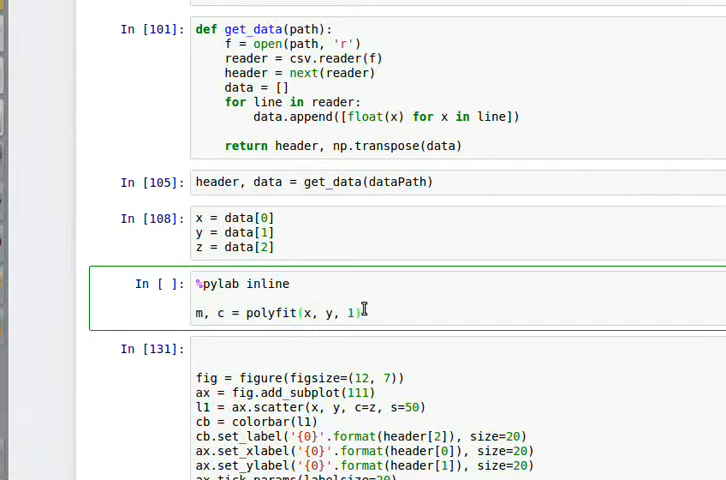 In [101]: def get_data(path):
f = open(path, 'r')
reader = csv.reader(f)
header = next(reader)
data = []
for line in reader:
data.append([float(x) for x in line])
return header, np.transpose(data)
In [105]: header, data = get_data(dataPath)
In [108]: x = data[0]
y = data[1]
z = data[2]
In [ ]: %pylab inline
m, c = polyfit(x, y, 1)
In [131]:
fig = figure(figsize=(12, 7))
ax = fig.add_subplot(111)
l1 = ax.scatter(x, y, c=z, s=50)
cb = colorbar(l1)
cb.set_label('{0}'.format(header[2]), size=20)
ax.set_xlabel('{0}'.format(header[0]), size=20)
ax.set_ylabel('{0}'.format(header[1]), size=20)
ax.tick_params(labelsize=20)